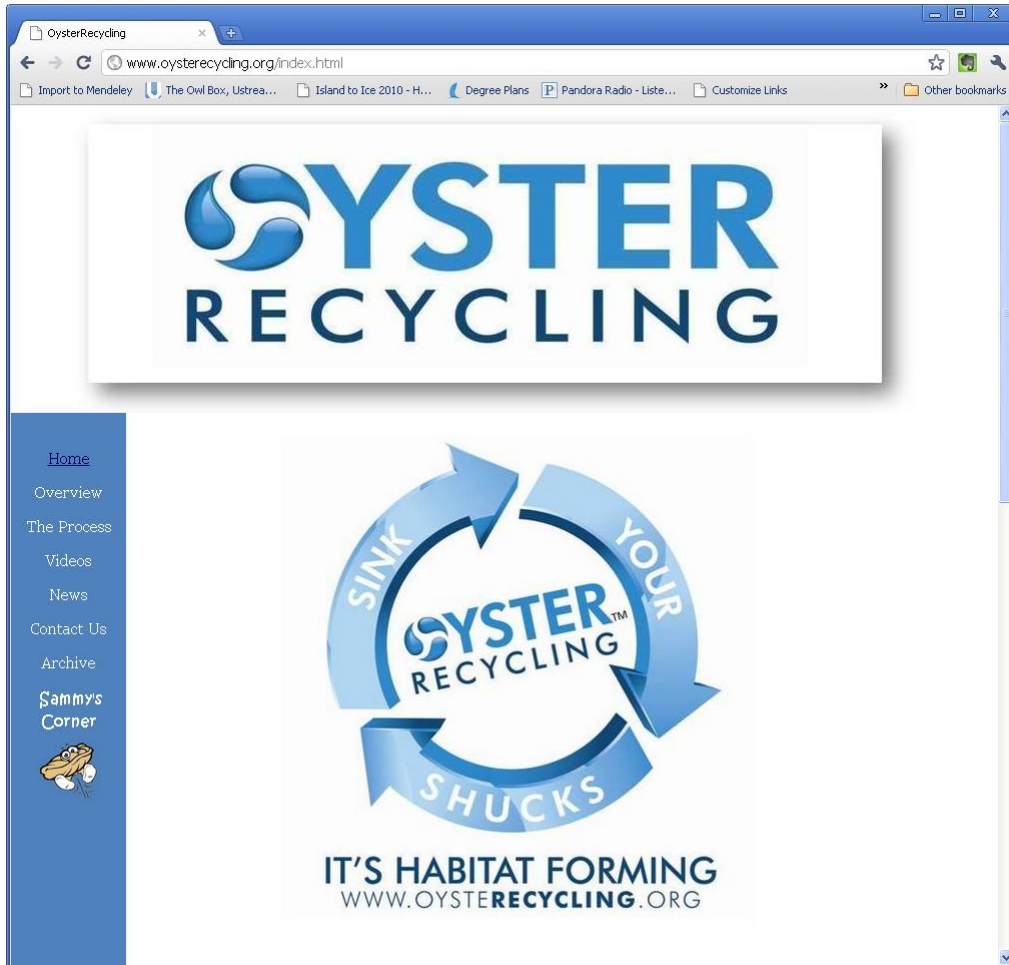 OysterRecycling
www.oysterecycling.org/index.html
Import to Mendeley The Owl Box, Ustrea... Island to Ice 2010 - H... Degree Plans Pandora Radio - Liste... Customize Links » Other bookmarks
OYSTER
RECYCLING
Home
Overview
The Process
Videos
News
Contact Us
Archive
Sammy's
Corner
SINK YOUR SHUCKS
OYSTER™
RECYCLING
IT'S HABITAT FORMING
WWW.OYSTERECYCLING.ORG